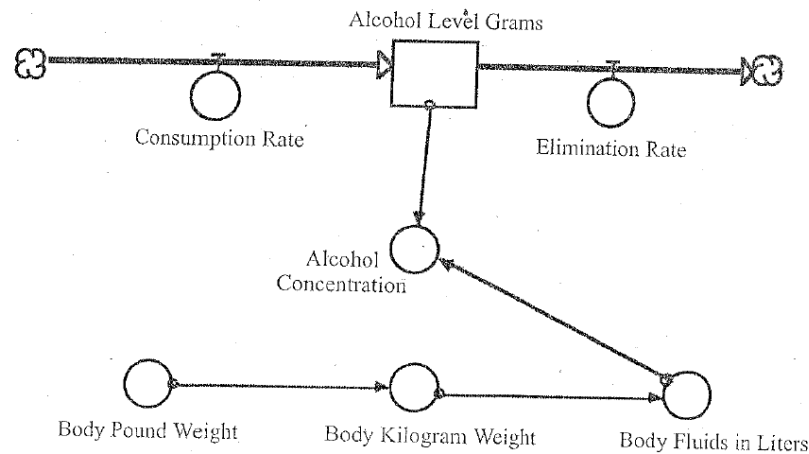 Alcohol Level Grams
Consumption Rate
Elimination Rate
Alcohol
Concentration
Body Pound Weight
Body Kilogram Weight
Body Fluids in Liters